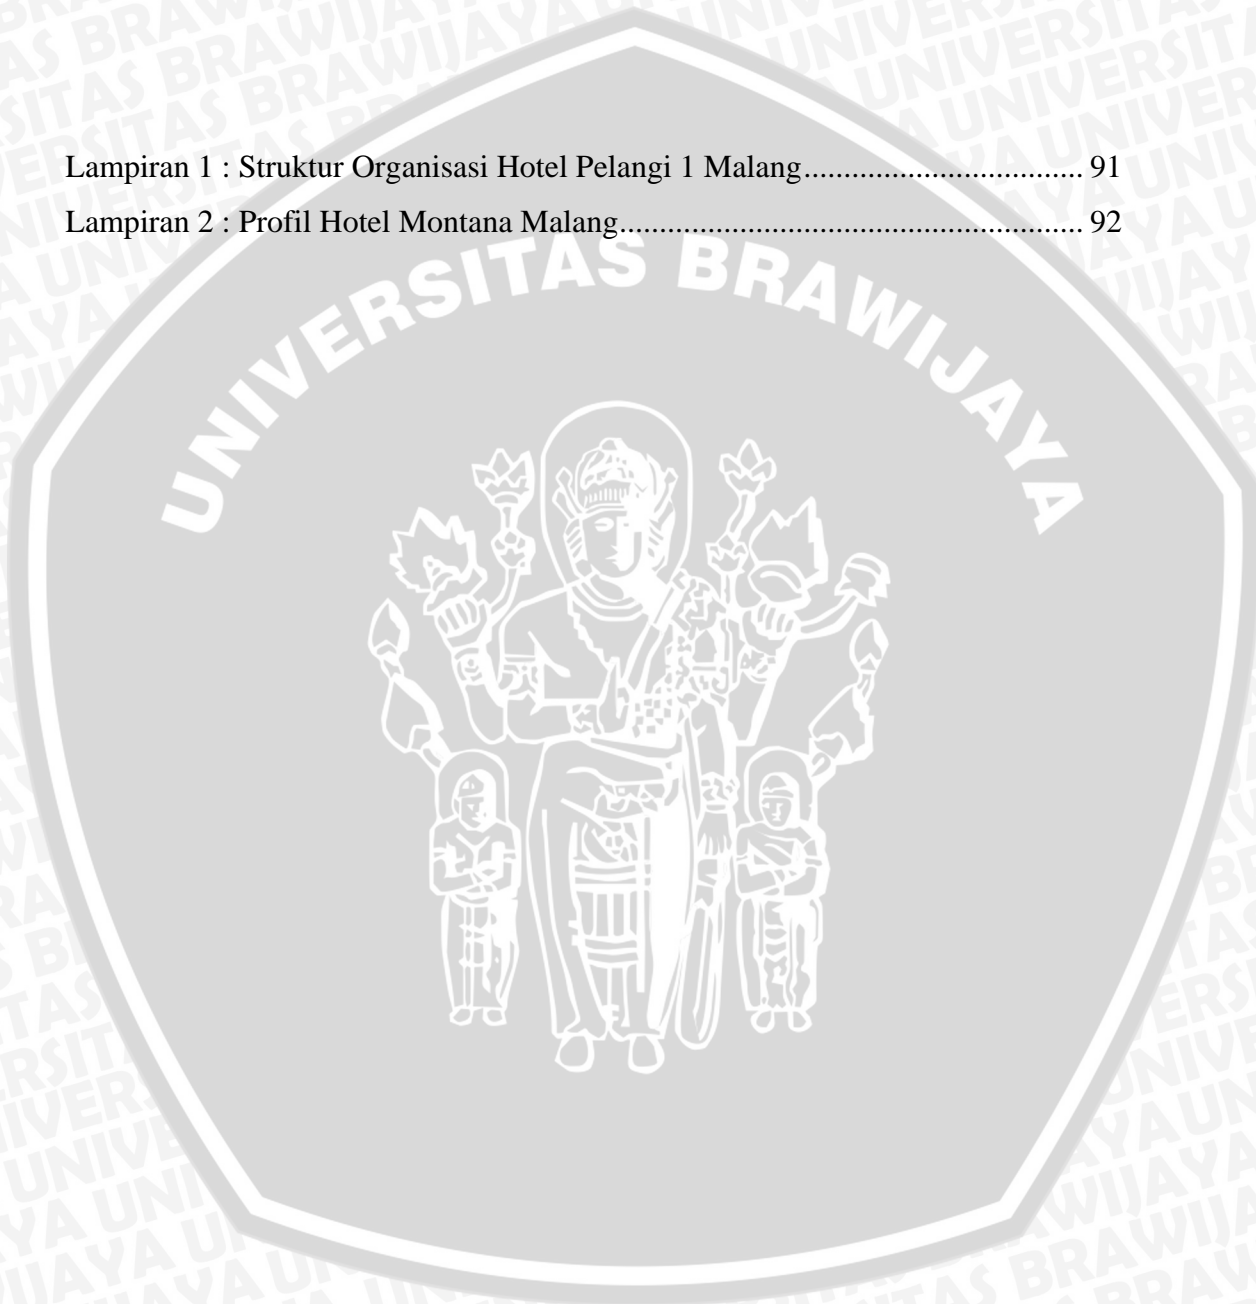 Lampiran 1 : Struktur Organisasi Hotel Pelangi 1 Malang................................... 91
Lampiran 2 : Profil Hotel Montana Malang.......................................................... 92
UNIVERSITAS BRAWIJAYA